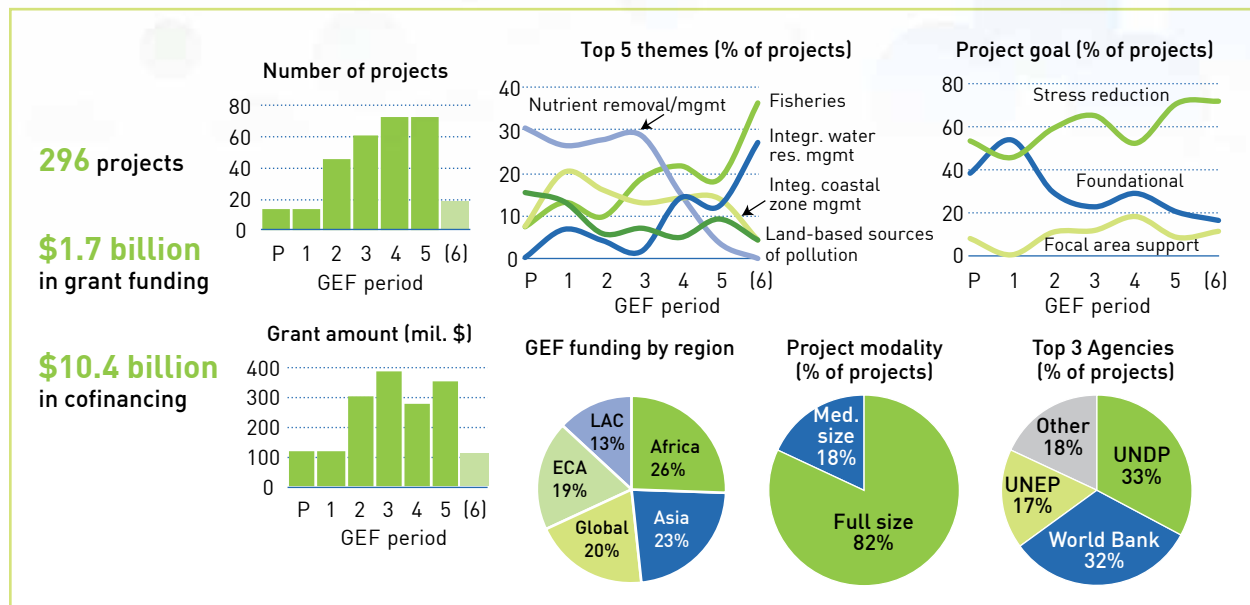 296 projects
$1.7 billion
in grant funding
$10.4 billion
in cofinancing
Number of projects
80
60
40
20
0
P 1 2 3 4 5 (6)
GEF period
Top 5 themes (% of projects)
40
30
20
10
0
Nutrient removal/mgmt
Fisheries
Integr. water
res. mgmt
Integ. coastal
zone mgmt
Land-based sources
of pollution
P 1 2 3 4 5 (6)
GEF period
Project goal (% of projects)
80
60
40
20
0
Stress reduction
Foundational
Focal area support
P 1 2 3 4 5 (6)
GEF period
Grant amount (mil. $)
400
300
200
100
0
P 1 2 3 4 5 (6)
GEF period
GEF funding by region
LAC
13%
Africa
26%
ECA
19%
Asia
23%
Global
20%
Project modality
(% of projects)
Med.
size
18%
Full size
82%
Top 3 Agencies
(% of projects)
Other
18%
UNDP
33%
UNEP
17%
World Bank
32%